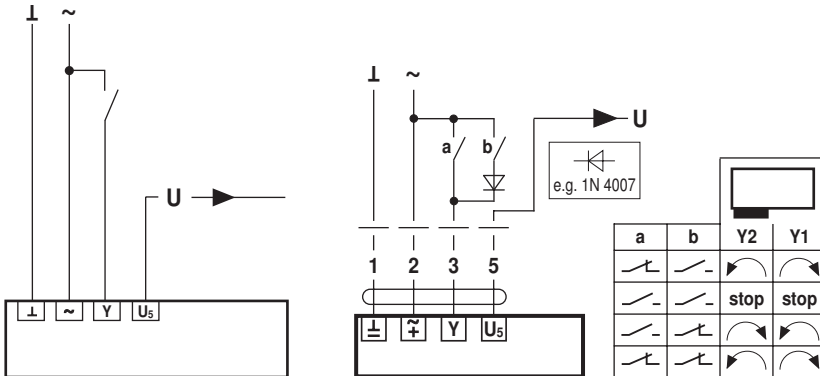 ⊥ ~
U
⊥ ~ Y U5
⊥ ~
U
a b
e.g. 1N 4007
1 2 3 5
⊥ ~+ Y U5
a b Y2 Y1
stop stop